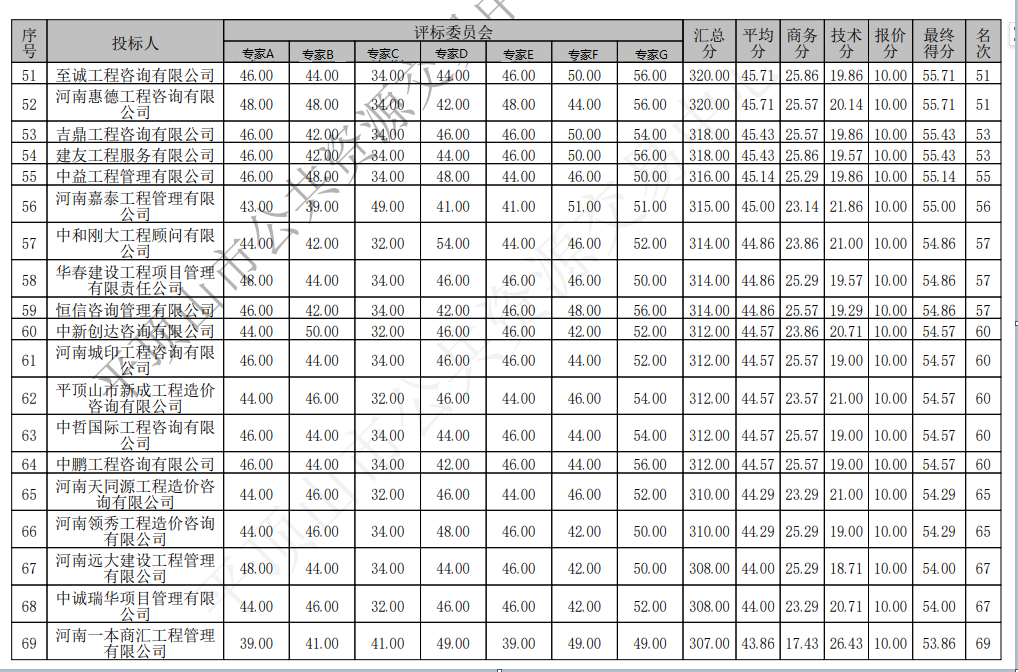 序号 投标人 评标委员会 汇总分 平均分 商务分 技术分 报价分 最终得分 名次
专家A 专家B 专家C 专家D 专家E 专家F 专家G
51 至诚工程咨询有限公司 46.00 44.00 34.00 44.00 46.00 50.00 56.00 320.00 45.71 25.86 19.86 10.00 55.71 51
52 河南惠德工程咨询有限公司 48.00 48.00 34.00 42.00 48.00 44.00 56.00 320.00 45.71 25.57 20.14 10.00 55.71 51
53 吉鼎工程咨询有限公司 46.00 42.00 34.00 46.00 46.00 50.00 54.00 318.00 45.43 25.57 19.86 10.00 55.43 53
54 建友工程服务有限公司 46.00 42.00 34.00 44.00 46.00 50.00 56.00 318.00 45.43 25.86 19.57 10.00 55.43 53
55 中益工程管理有限公司 46.00 48.00 34.00 48.00 44.00 46.00 50.00 316.00 45.14 25.29 19.86 10.00 55.14 55
56 河南嘉泰工程管理有限公司 43.00 39.00 49.00 41.00 41.00 51.00 51.00 315.00 45.00 23.14 21.86 10.00 55.00 56
57 中和刚大工程顾问有限公司 44.00 42.00 32.00 54.00 44.00 46.00 52.00 314.00 44.86 23.86 21.00 10.00 54.86 57
58 华春建设工程项目管理有限责任公司 48.00 44.00 34.00 46.00 46.00 46.00 50.00 314.00 44.86 25.29 19.57 10.00 54.86 57
59 恒信咨询管理有限公司 46.00 42.00 34.00 42.00 46.00 48.00 56.00 314.00 44.86 25.57 19.29 10.00 54.86 57
60 中新创达咨询有限公司 44.00 50.00 32.00 46.00 46.00 42.00 52.00 312.00 44.57 23.86 20.71 10.00 54.57 60
61 河南城印工程咨询有限公司 46.00 44.00 34.00 46.00 46.00 44.00 52.00 312.00 44.57 25.57 19.00 10.00 54.57 60
62 平顶山市新成工程造价咨询有限公司 44.00 46.00 32.00 46.00 44.00 46.00 54.00 312.00 44.57 23.57 21.00 10.00 54.57 60
63 中哲国际工程咨询有限公司 46.00 44.00 34.00 44.00 46.00 44.00 54.00 312.00 44.57 25.57 19.00 10.00 54.57 60
64 中鹏工程咨询有限公司 46.00 44.00 34.00 42.00 46.00 44.00 56.00 312.00 44.57 25.57 19.00 10.00 54.57 60
65 河南天同源工程造价咨询有限公司 44.00 46.00 32.00 46.00 44.00 46.00 52.00 310.00 44.29 23.29 21.00 10.00 54.29 65
66 河南领秀工程造价咨询有限公司 44.00 46.00 34.00 48.00 46.00 42.00 50.00 310.00 44.29 25.29 19.00 10.00 54.29 65
67 河南远大建设工程管理有限公司 48.00 44.00 34.00 44.00 46.00 42.00 50.00 308.00 44.00 25.29 18.71 10.00 54.00 67
68 中诚瑞华项目管理有限公司 44.00 46.00 32.00 46.00 46.00 42.00 52.00 308.00 44.00 23.29 20.71 10.00 54.00 67
69 河南一本商汇工程管理有限公司 39.00 41.00 41.00 49.00 39.00 49.00 49.00 307.00 43.86 17.43 26.43 10.00 53.86 69
平顶山市公共资源交易中
平顶山市公共资源交易中心